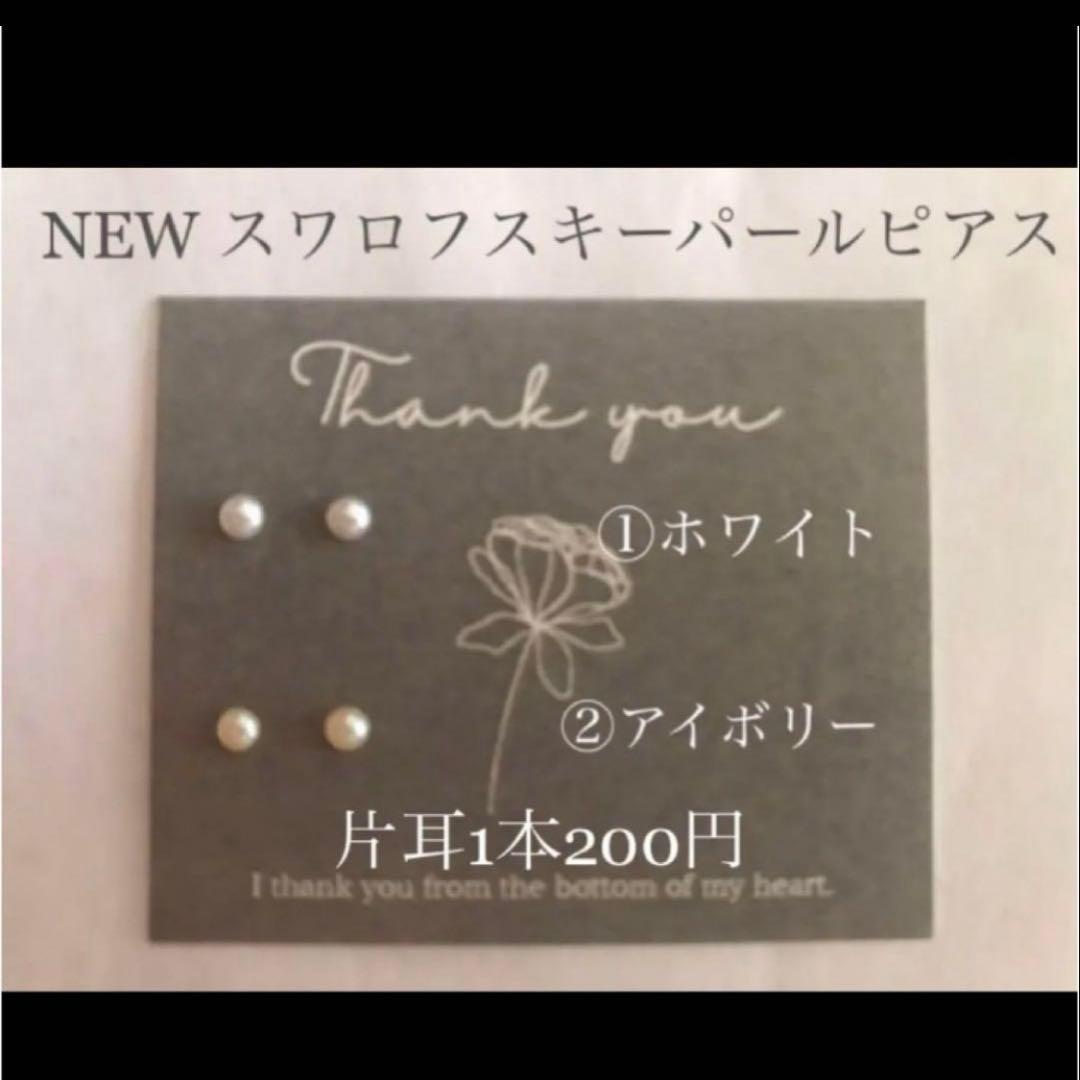 NEW スワロフスキーパールピアス
Thank you
①ホワイト
②アイボリー
片耳1本200円
I thank you from the bottom of my heart.